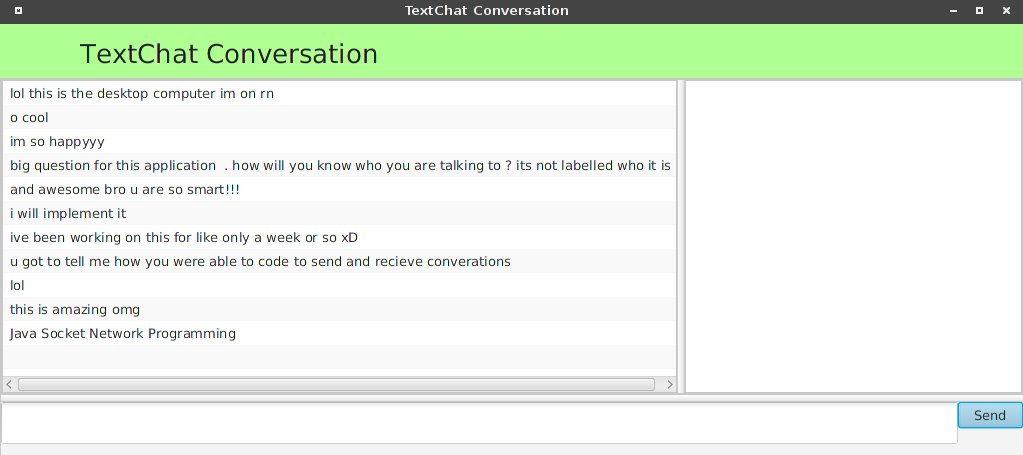 TextChat Conversation
TextChat Conversation
lol this is the desktop computer im on rn
o cool
im so happyyy
big question for this application  . how will you know who you are talking to ? its not labelled who it is
and awesome bro u are so smart!!!
i will implement it
ive been working on this for like only a week or so xD
u got to tell me how you were able to code to send and recieve converations
lol
this is amazing omg
Java Socket Network Programming
Send